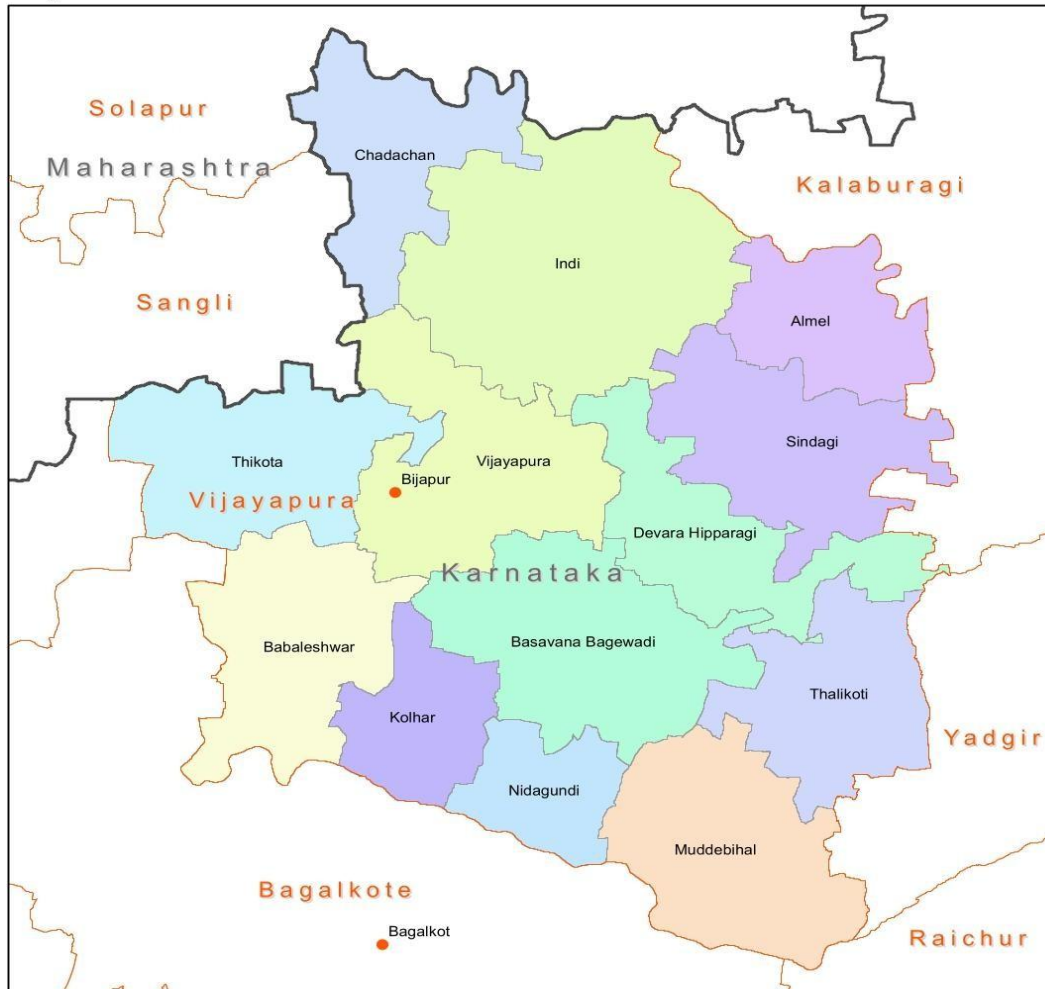 Solapur
Chadachan
Maharashtra
Kalaburagi
Indi
Sangli
Almel
Sindagi
Thikota
Vijayapura
Bijapur
Vijayapura
Devara Hipparagi
Karnataka
Babaleshwar
Basavana Bagewadi
Thalikoti
Kolhar
Yadgir
Nidagundi
Muddebihal
Bagalkote
Bagalkot
Raichur